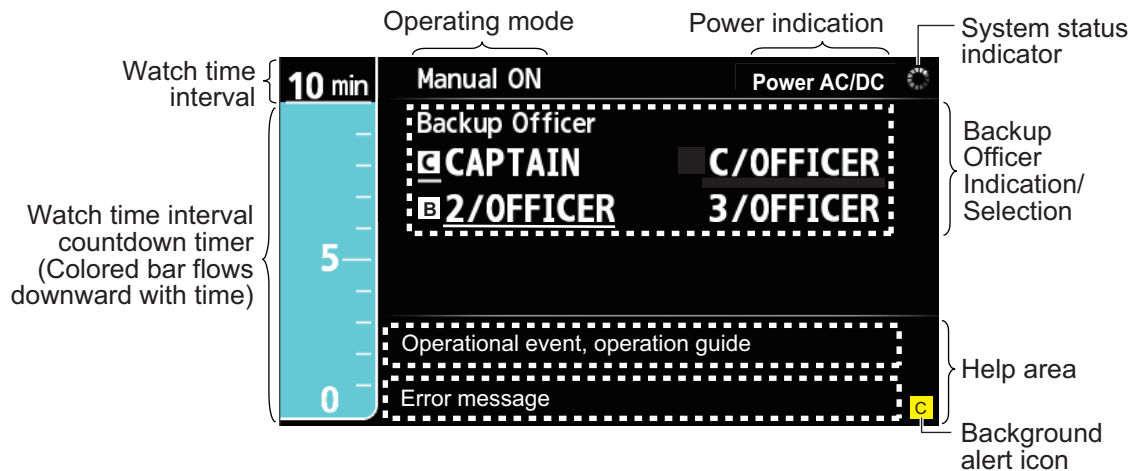 Operating mode
Power indication
System status
indicator
Watch time
interval
10 min
Manual ON
Power AC/DC
Backup Officer
C CAPTAIN
C/OFFICER
B 2/OFFICER
3/OFFICER
Backup
Officer
Indication/
Selection
Watch time interval
countdown timer
(Colored bar flows
downward with time)
5
0
Operational event, operation guide
Error message
Help area
C
Background
alert icon